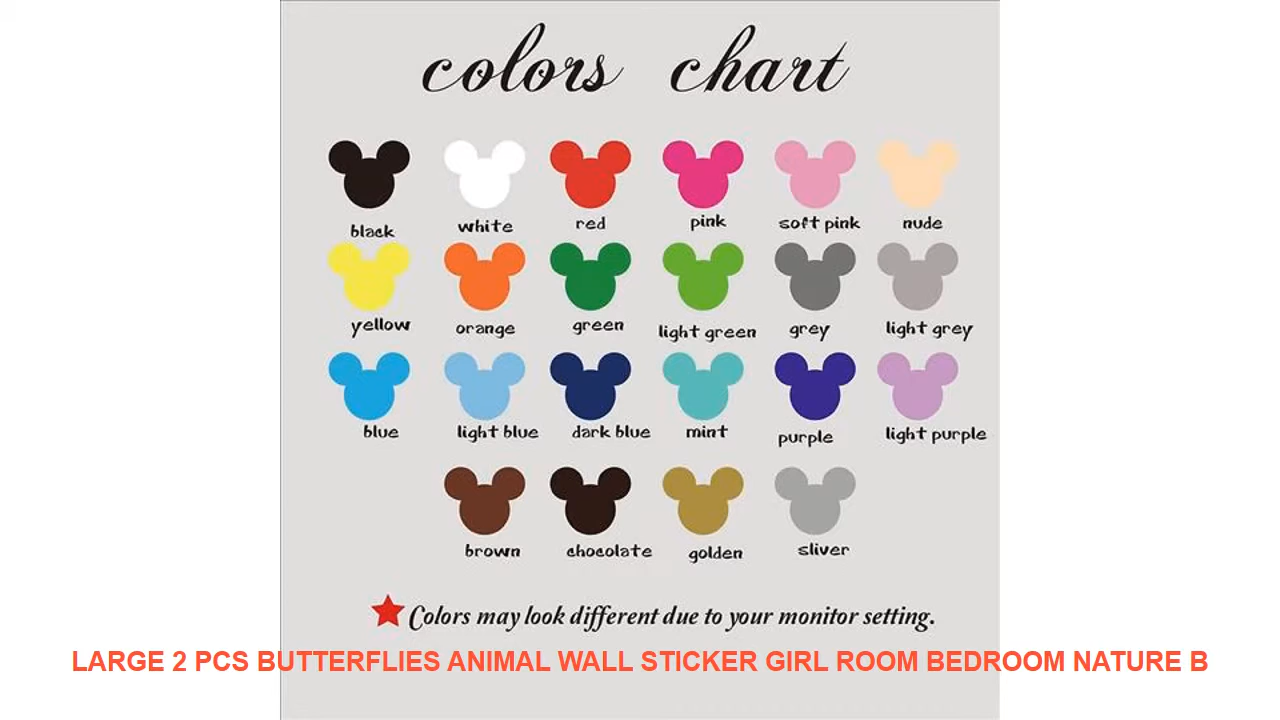 colors chart
black white red pink soft pink nude
yellow orange green light green grey light grey
blue light blue dark blue mint purple light purple
brown chocolate golden sliver
Colors may look different due to your monitor setting.
LARGE 2 PCS BUTTERFLIES ANIMAL WALL STICKER GIRL ROOM BEDROOM NATURE B